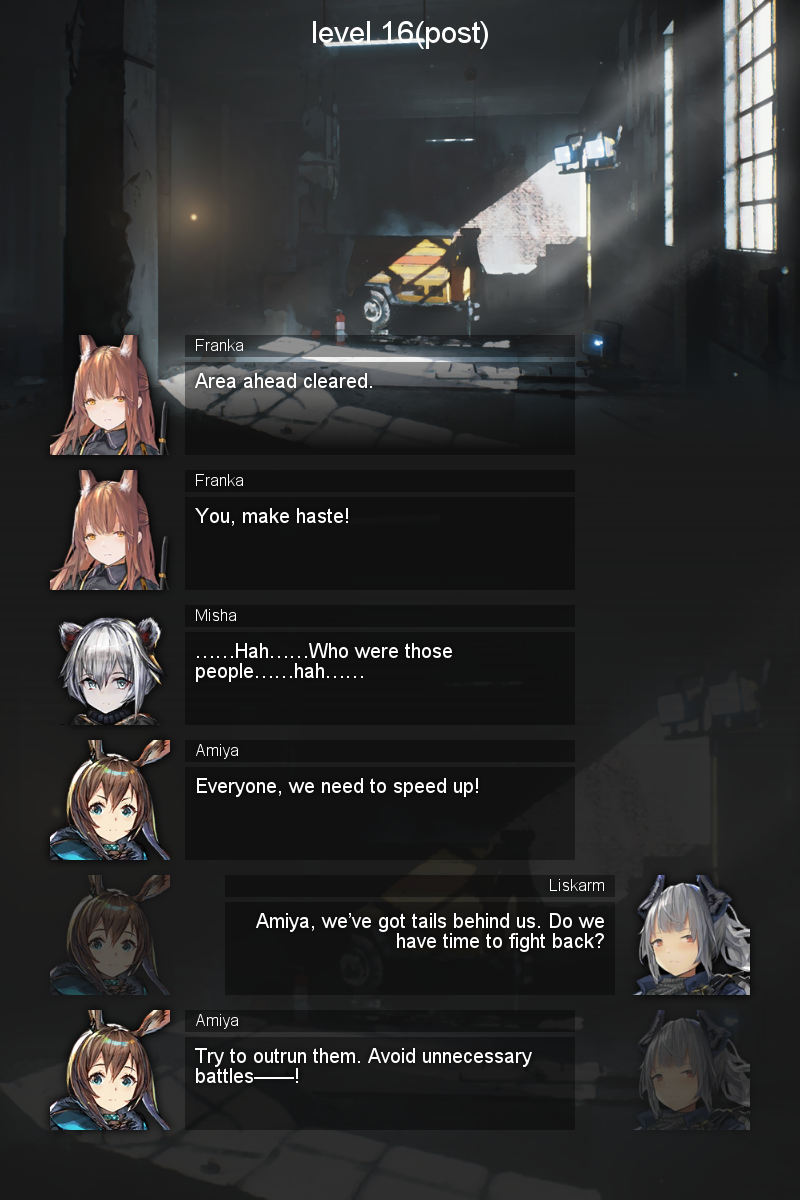 level 16(post)
Franka
Area ahead cleared.
Franka
You, make haste!
Misha
……Hah……Who were those
people……hah……
Amiya
Everyone, we need to speed up!
Liskarm
Amiya, we’ve got tails behind us. Do we
have time to fight back?
Amiya
Try to outrun them. Avoid unnecessary
battles——!